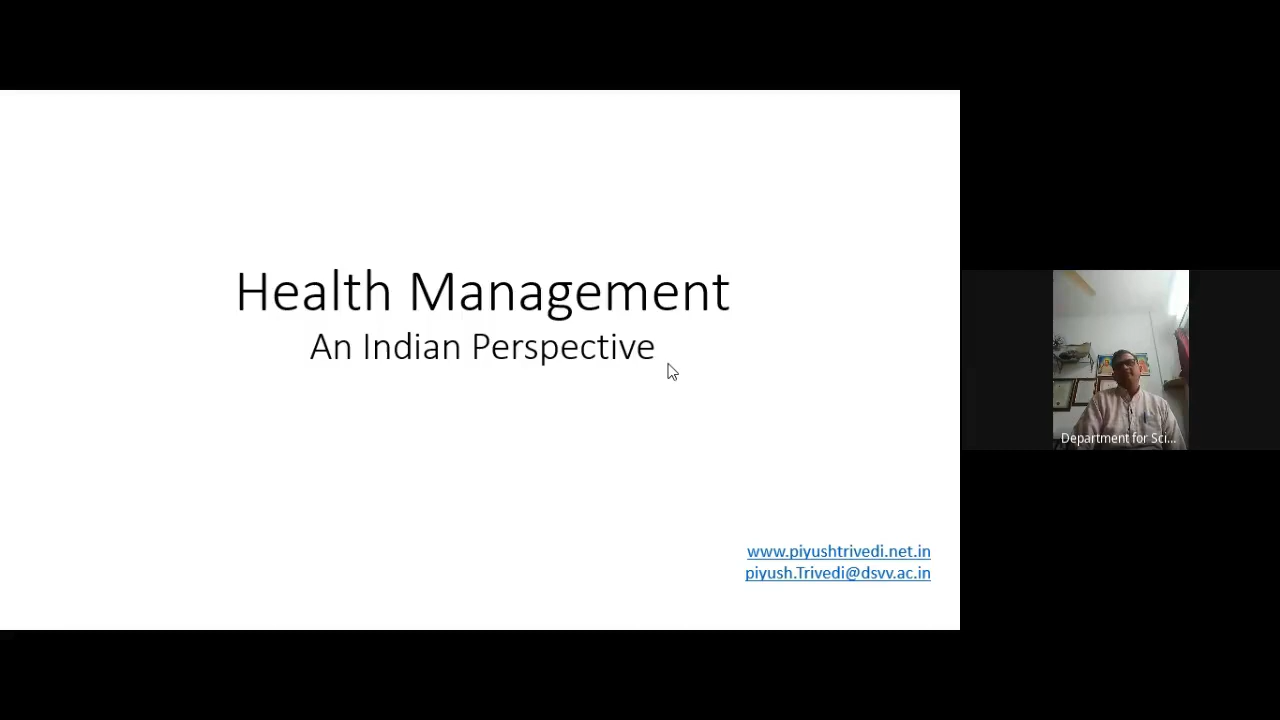 Health Management
An Indian Perspective
www.piyushtrivedi.net.in
piyush.Trivedi@dsvv.ac.in
Department for Sci...